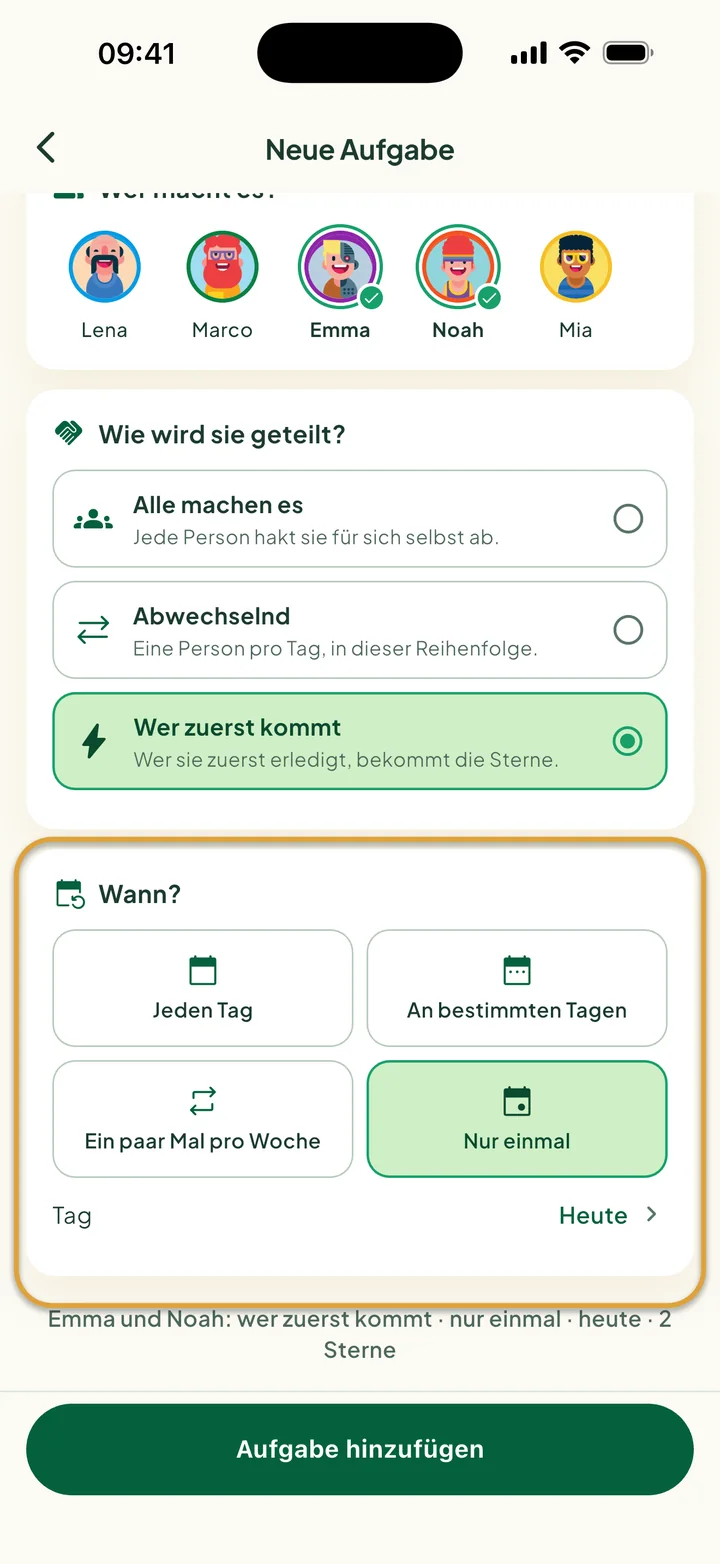 09:41
Neue Aufgabe
Wer macht es?
Lena
Marco
Emma
Noah
Mia
Wie wird sie geteilt?
Alle machen es
Jede Person hakt sie für sich selbst ab.
Abwechselnd
Eine Person pro Tag, in dieser Reihenfolge.
Wer zuerst kommt
Wer sie zuerst erledigt, bekommt die Sterne.
Wann?
Jeden Tag
An bestimmten Tagen
Ein paar Mal pro Woche
Nur einmal
Tag
Heute
Emma und Noah: wer zuerst kommt · nur einmal · heute · 2
Sterne
Aufgabe hinzufügen